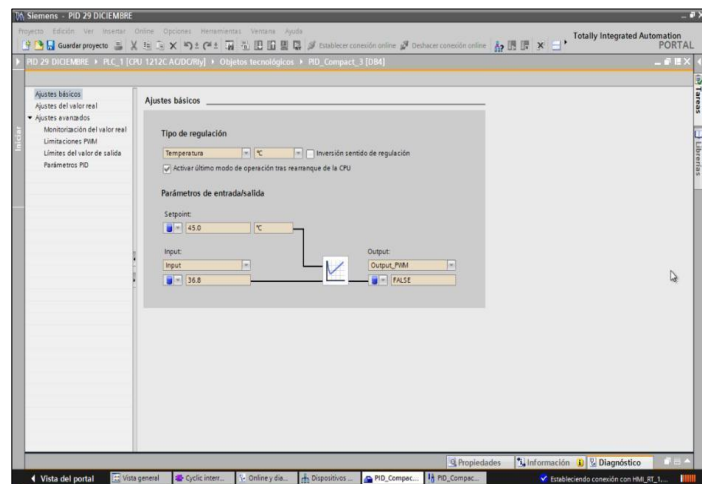 Siemens - PID 29 DICIEMBRE
Proyecto Edición Ver Insertar Online Opciones Herramientas Ventana Ayuda
Guardar proyecto
Establecer conexión online
Deshacer conexión online
Totally Integrated Automation
PORTAL
PID 29 DICIEMBRE PLC_1 [CPU 1212C AC/DC/Rly] Objetos tecnológicos PID_Compact_3 [DB4]
Iniciar
Ajustes básicos
Ajustes del valor real
Ajustes avanzados
Monitorización del valor real
Limitaciones PWM
Límites del valor de salida
Parámetros PID
Ajustes básicos
Tipo de regulación
Temperatura °C Inversión sentido de regulación
Activar último modo de operación tras rearranque de la CPU
Parámetros de entrada/salida
Setpoint:
45.0 °C
Input: Output:
Input Output_PWM
36.8 FALSE
Tareas
Librerías
Propiedades Información Diagnóstico
Vista del portal Vista general Cyclic interr... Online y dia... Dispositivos ... PID_Compac... PID_Compac... Estableciendo conexión con HMI_RT_1....